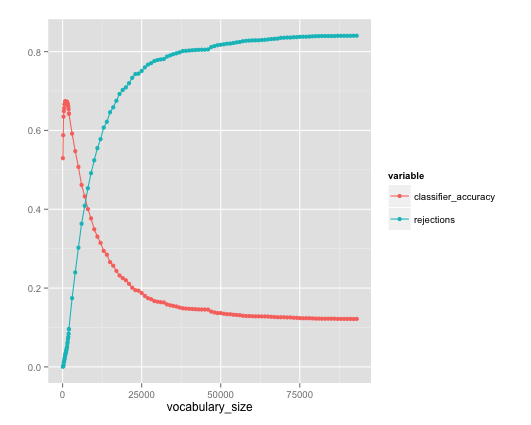 0.8
0.6
0.4
0.2
0.0
0 25000 50000 75000
vocabulary_size
variable
classifier_accuracy
rejections